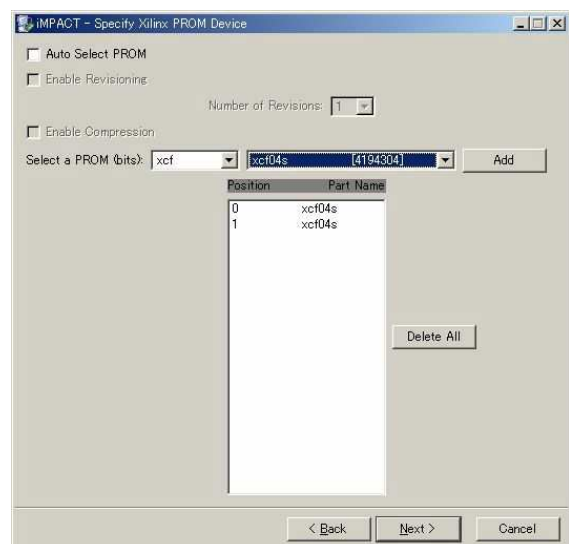 iMPACT - Specify Xilinx PROM Device
Auto Select PROM
Enable Revisioning
Number of Revisions: 1
Enable Compression
Select a PROM (bits): xcf xcf04s [4194304] Add
Position Part Name
0 xcf04s
1 xcf04s
Delete All
< Back Next > Cancel